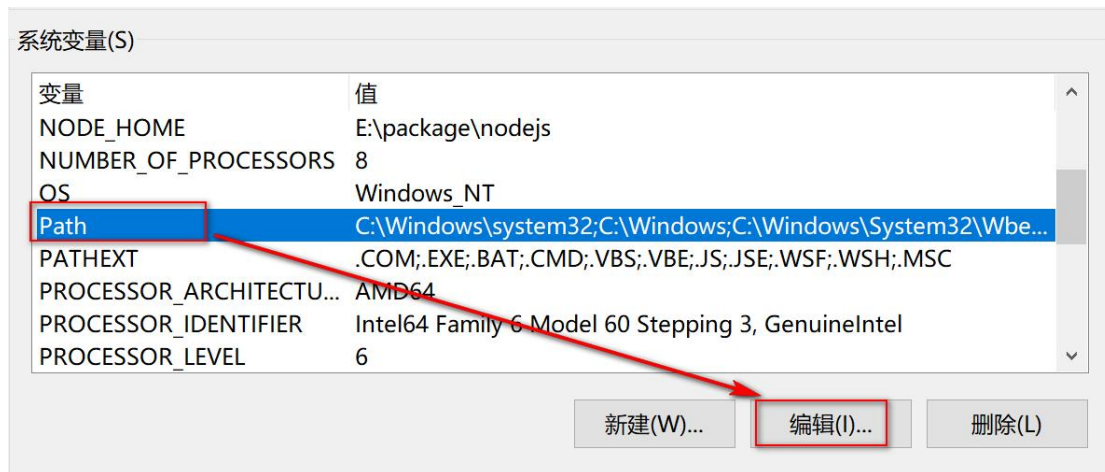 系统变量(S)
变量 值
NODE_HOME E:\package\nodejs
NUMBER_OF_PROCESSORS 8
OS Windows_NT
Path C:\Windows\system32;C:\Windows;C:\Windows\System32\Wbe...
PATHEXT .COM;.EXE;.BAT;.CMD;.VBS;.VBE;.JS;.JSE;.WSF;.WSH;.MSC
PROCESSOR_ARCHITECTU... AMD64
PROCESSOR_IDENTIFIER Intel64 Family 6 Model 60 Stepping 3, GenuineIntel
PROCESSOR_LEVEL 6
新建(W)... 编辑(I)... 删除(L)